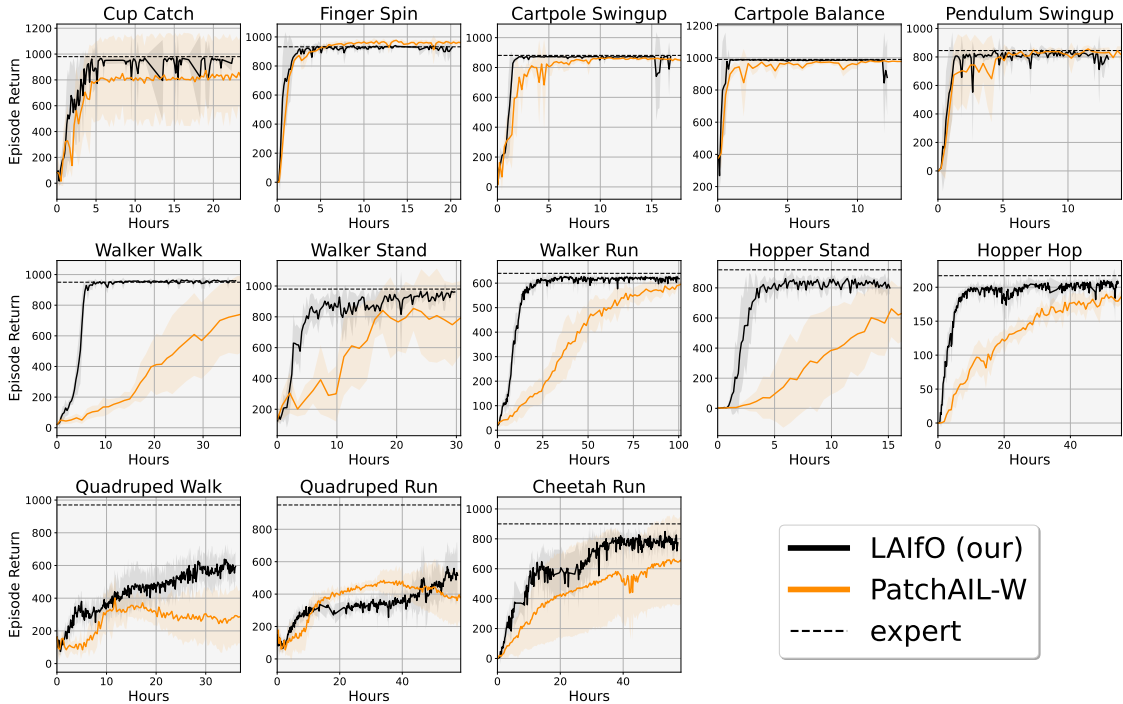 Cup Catch
Finger Spin
Cartpole Swingup
Cartpole Balance
Pendulum Swingup
Episode Return
1200
1000
800
600
400
200
0
0 5 10 15 20
Hours
1000
800
600
400
200
0
0 5 10 15 20
Hours
1000
800
600
400
200
0
0 5 10 15
Hours
1200
1000
800
600
400
200
0 5 10
Hours
1000
800
600
400
200
0
0 5 10
Hours
Walker Walk
Walker Stand
Walker Run
Hopper Stand
Hopper Hop
Episode Return
1000
800
600
400
200
0
0 10 20 30
Hours
1000
800
600
400
200
0 10 20 30
Hours
600
500
400
300
200
100
0
0 25 50 75 100
Hours
800
600
400
200
0
0 5 10 15
Hours
200
150
100
50
0
0 20 40
Hours
Quadruped Walk
Quadruped Run
Cheetah Run
Episode Return
1000
800
600
400
200
0
0 10 20 30
Hours
800
600
400
200
0
0 20 40
Hours
1000
800
600
400
200
0
0 20 40
Hours
LAIfO (our)
PatchAIL-W
expert